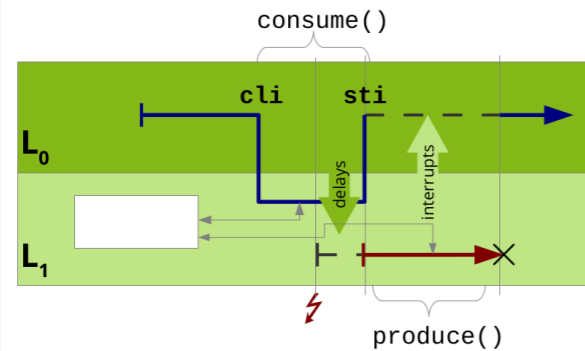 consume()
cli
sti
L0
delays
interrupts
L1
produce()